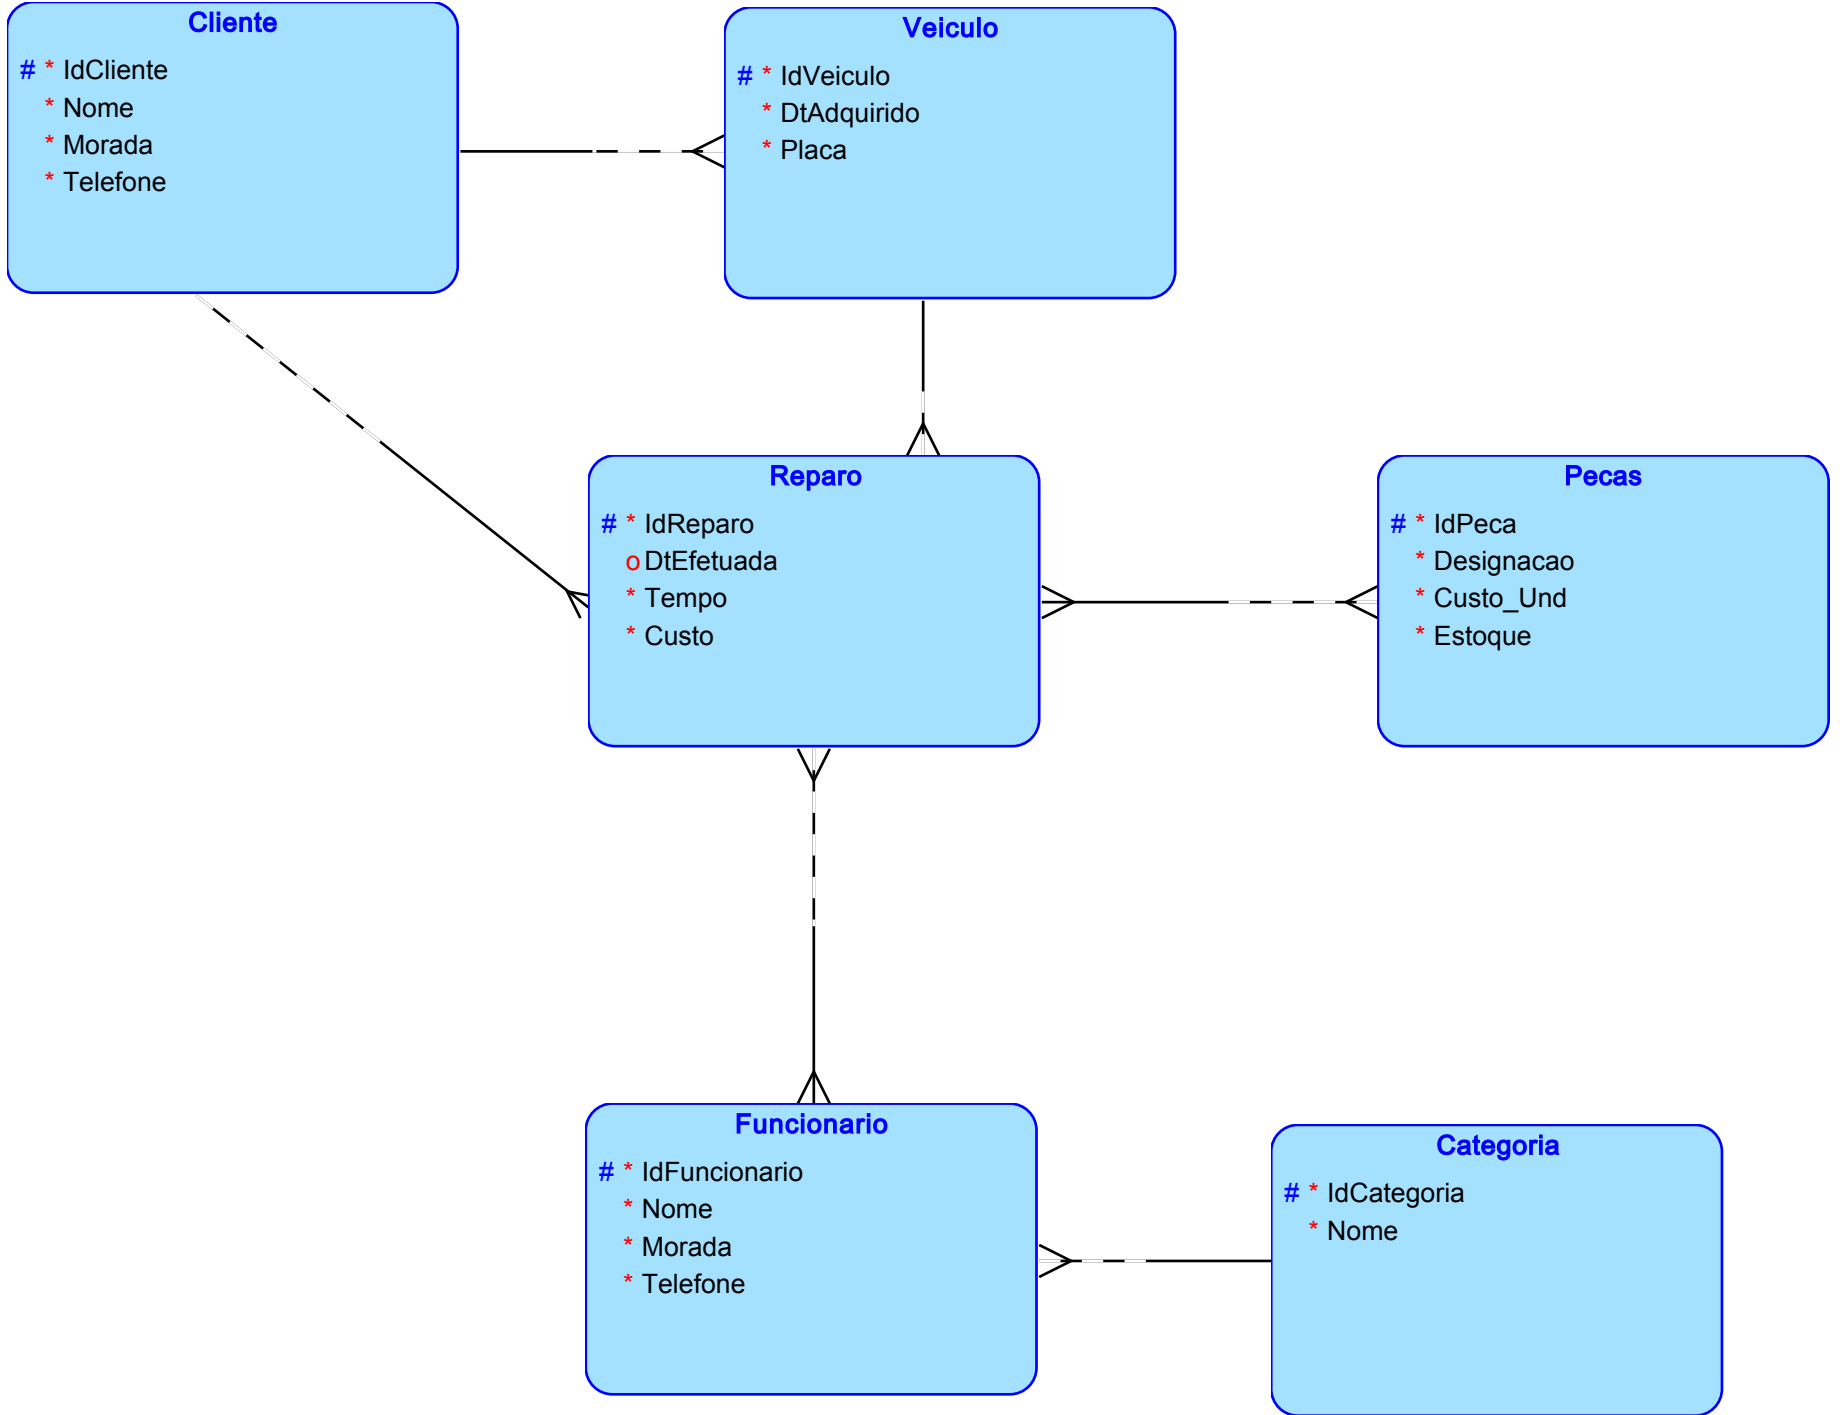 Cliente
# * IdCliente
* Nome
* Morada
* Telefone
Veiculo
# * IdVeiculo
* DtAdquirido
* Placa
Reparo
# * IdReparo
o DtEfetuada
* Tempo
* Custo
Pecas
# * IdPeca
* Designacao
* Custo_Und
* Estoque
Funcionario
# * IdFuncionario
* Nome
* Morada
* Telefone
Categoria
# * IdCategoria
* Nome